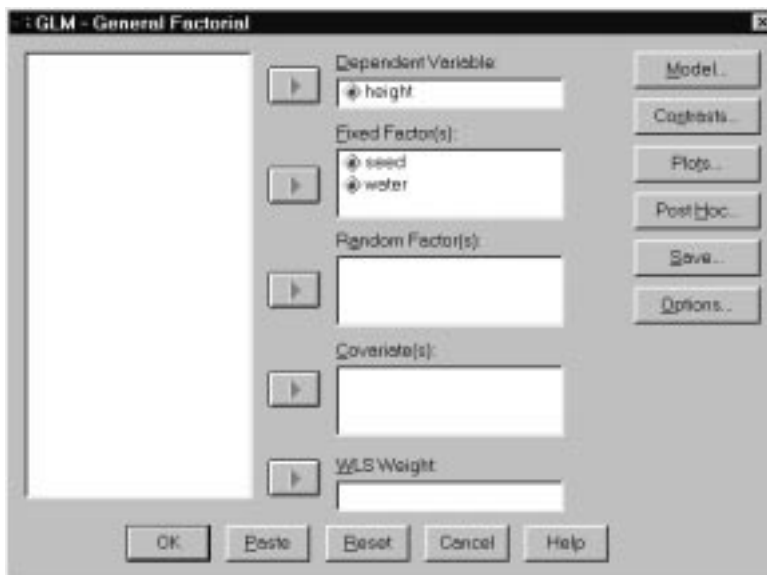 GLM - General Factorial
Dependent Variable:
height
Fixed Factor(s):
seed
water
Random Factor(s):
Covariate(s):
WLS Weight:
Model...
Contrasts...
Plots...
Post Hoc...
Save...
Options...
OK
Paste
Reset
Cancel
Help